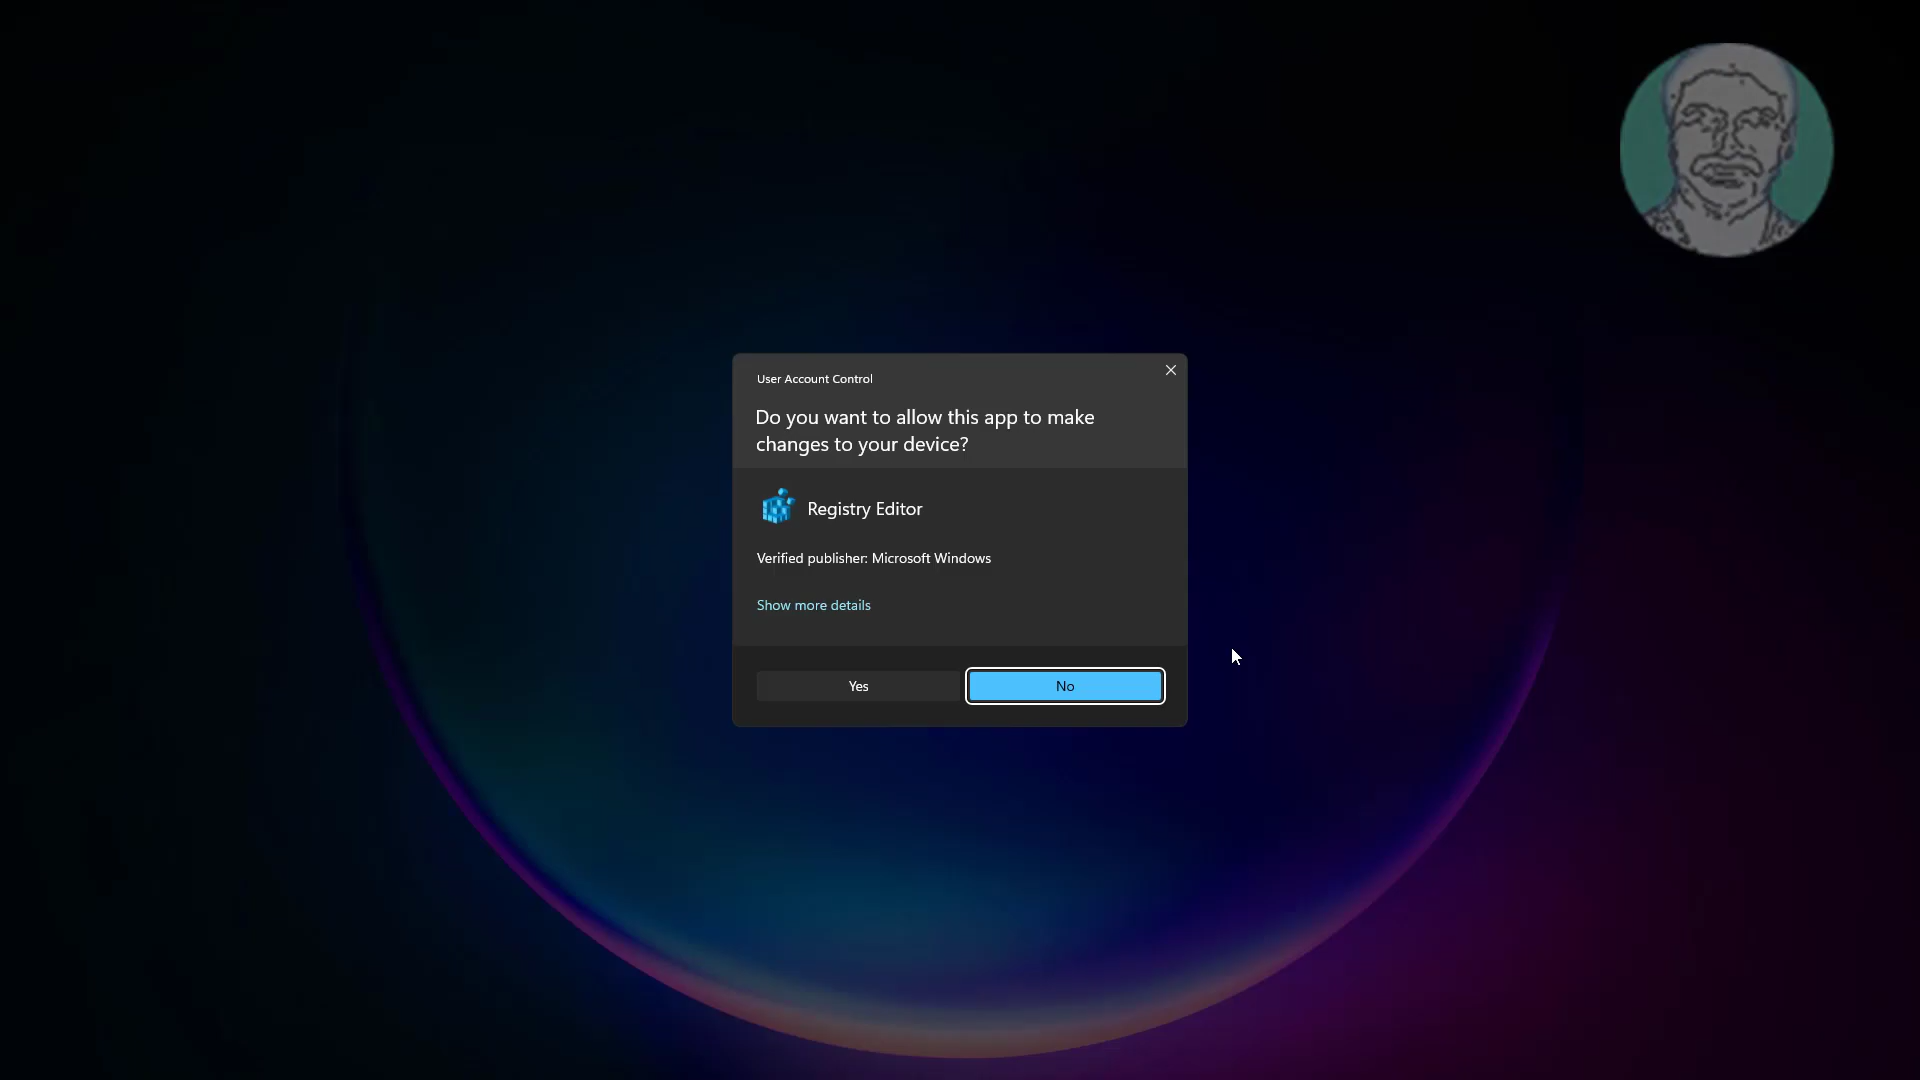 User Account Control
Do you want to allow this app to make
changes to your device?
Registry Editor
Verified publisher: Microsoft Windows
Show more details
Yes
No